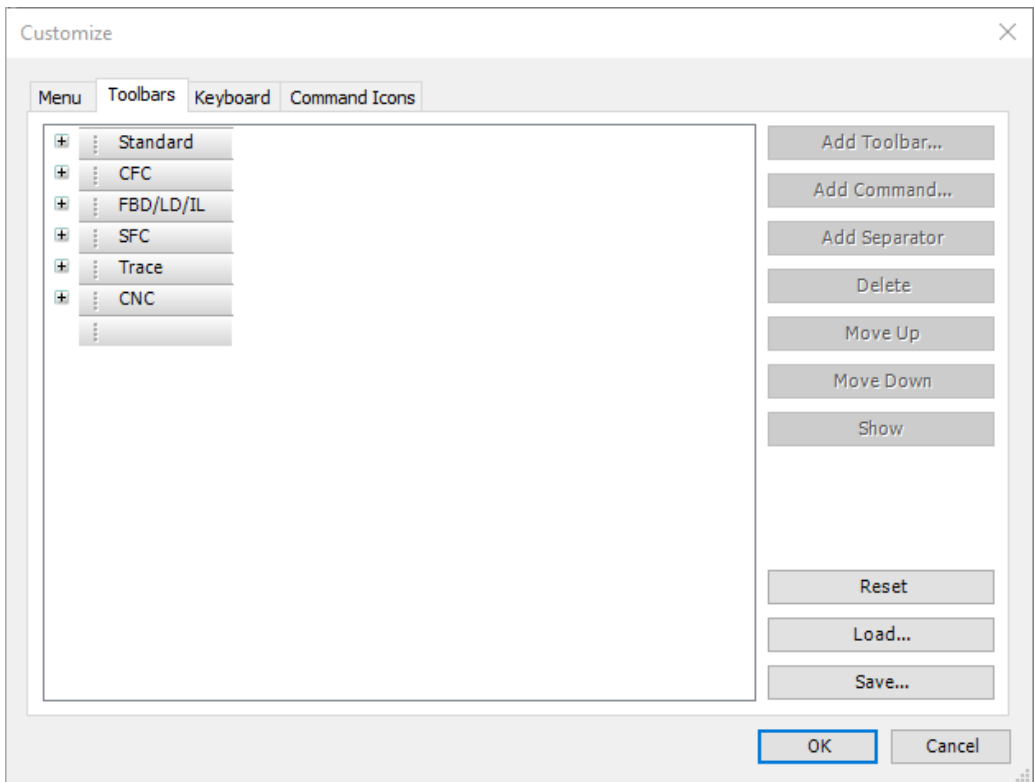 Customize
Menu Toolbars Keyboard Command Icons
Standard
CFC
FBD/LD/IL
SFC
Trace
CNC
Add Toolbar...
Add Command...
Add Separator
Delete
Move Up
Move Down
Show
Reset
Load...
Save...
OK Cancel